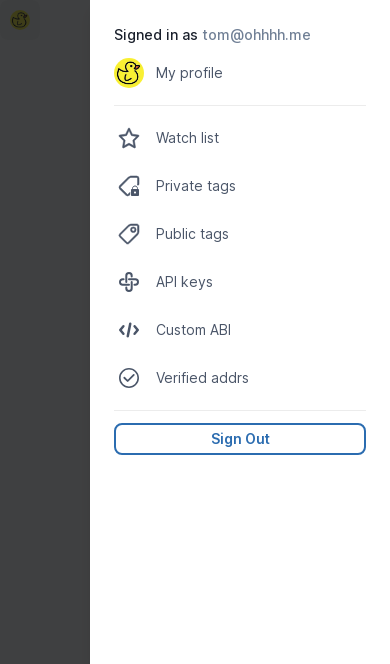 Signed in as tom@ohhhh.me
My profile
Watch list
Private tags
Public tags
API keys
Custom ABI
Verified addrs
Sign Out